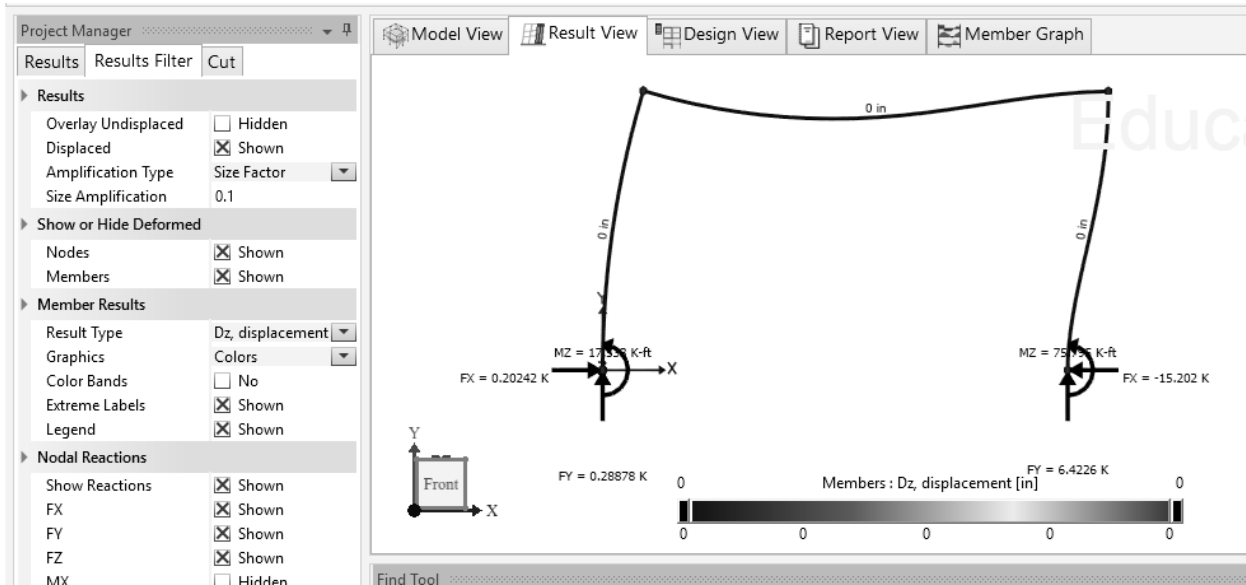 Project Manager
Results Results Filter Cut
Results
Overlay Undisplaced Hidden
Displaced Shown
Amplification Type Size Factor
Size Amplification 0.1
Show or Hide Deformed
Nodes Shown
Members Shown
Member Results
Result Type Dz, displacement
Graphics Colors
Color Bands No
Extreme Labels Shown
Legend Shown
Nodal Reactions
Show Reactions Shown
FX Shown
FY Shown
FZ Shown
MX Hidden
Model View Result View Design View Report View Member Graph
Educa
0 in
0 in
0 in
Y
X
MZ = K-ft
FX = 0.20242 K
FY = 0.28878 K
MZ = K-ft
FX = -15.202 K
FY = 6.4226 K
Y
Front
X
Members : Dz, displacement [in]
0 0
0 0 0 0 0
Find Tool